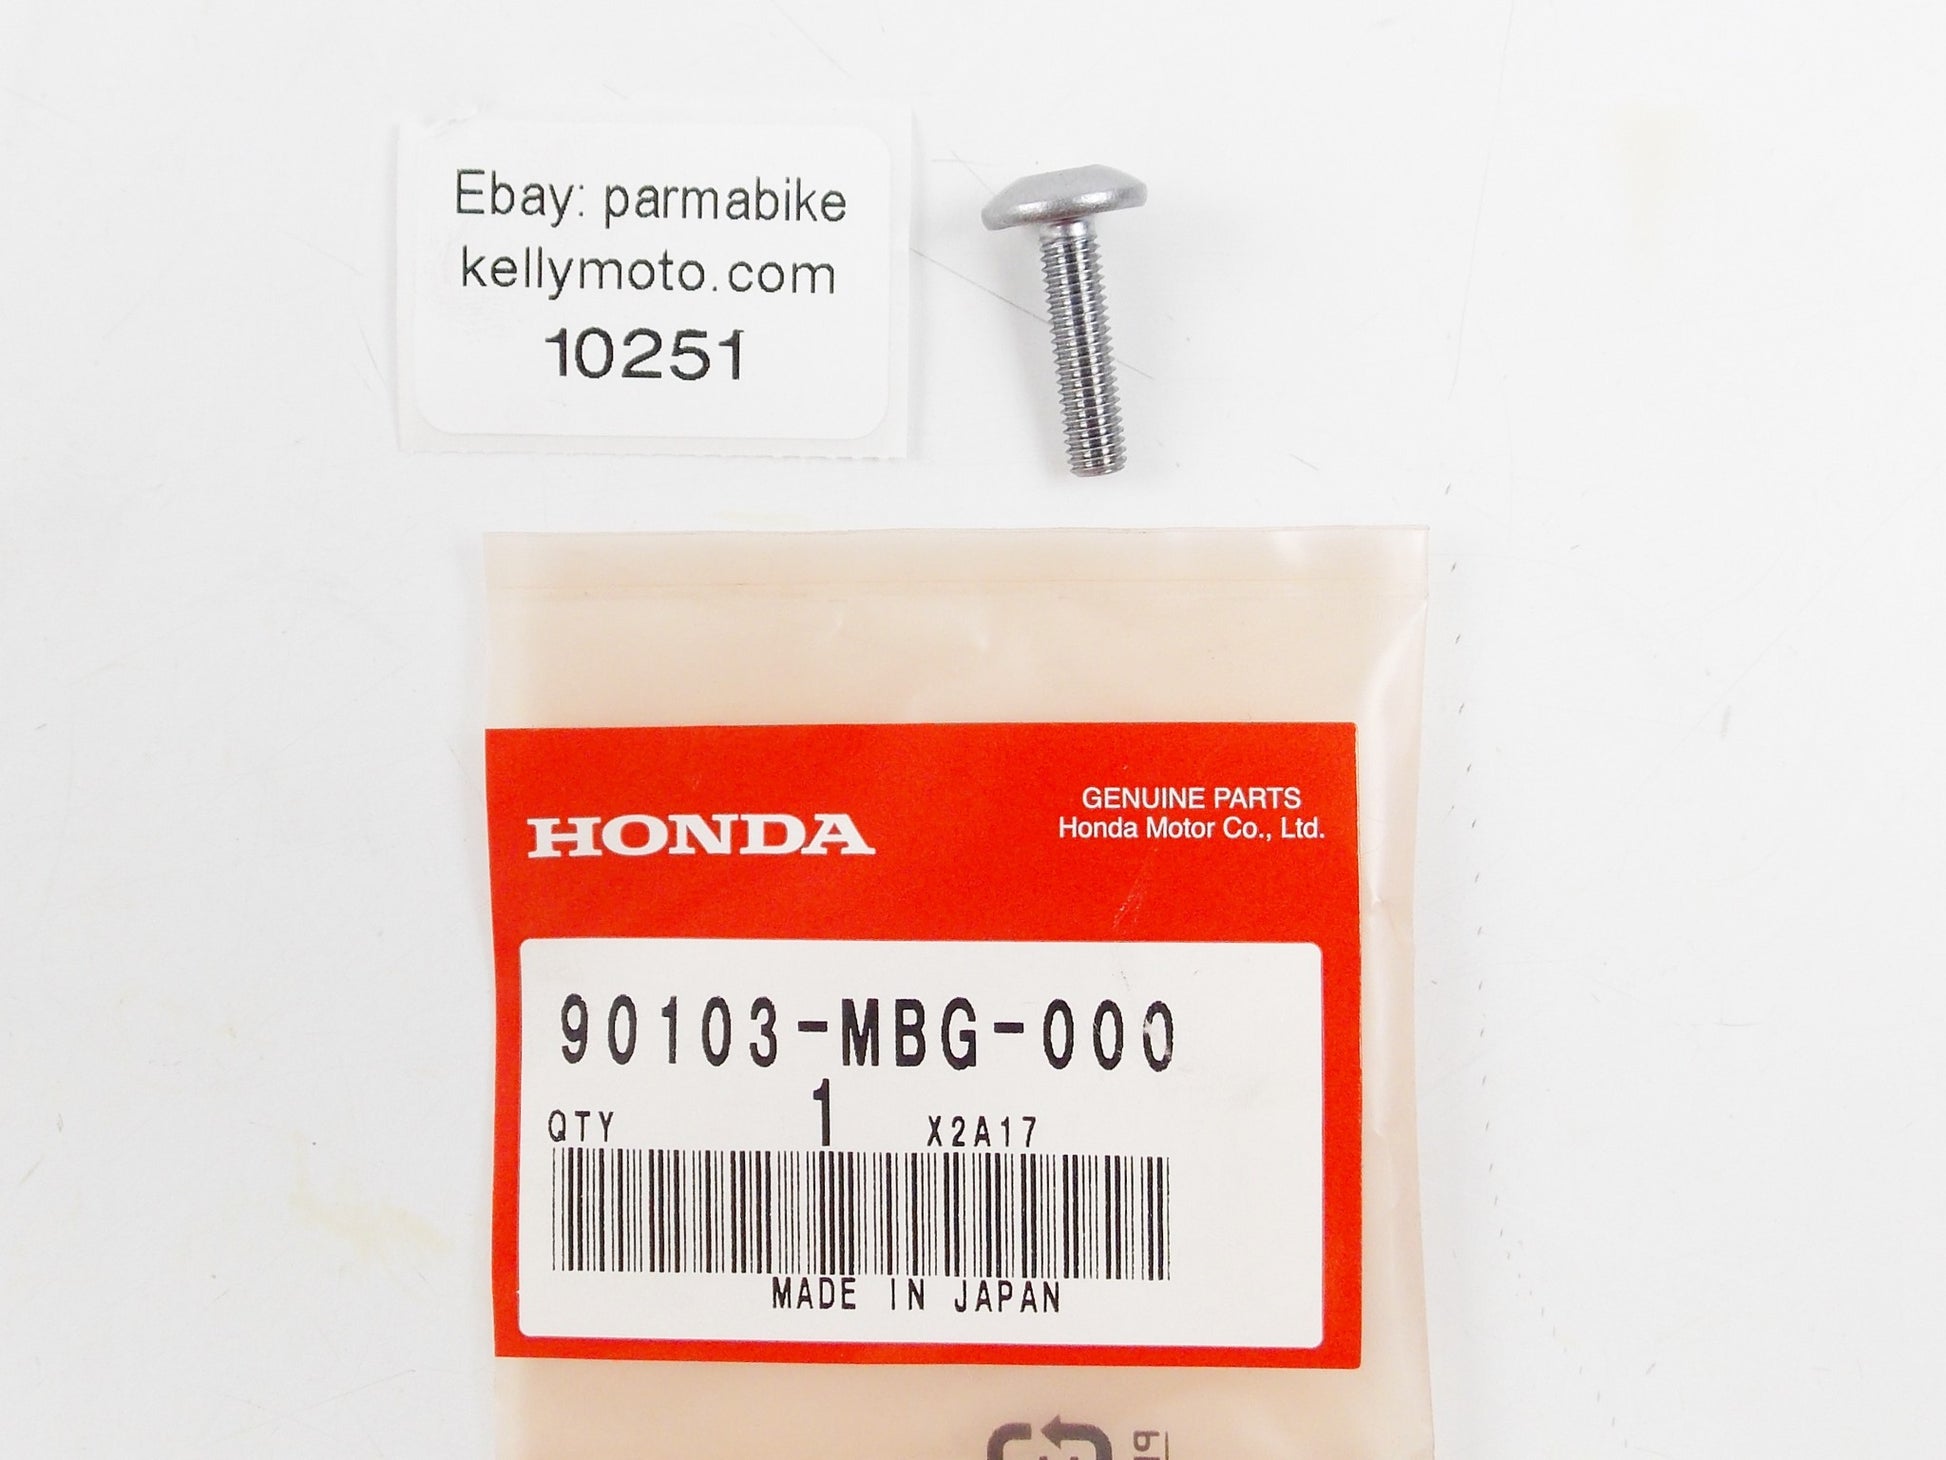 Ebay: parmabike
kellymoto.com
10251
HONDA
GENUINE PARTS
Honda Motor Co., Ltd.
90103-MBG-000
QTY 1 X2A17
MADE IN JAPAN